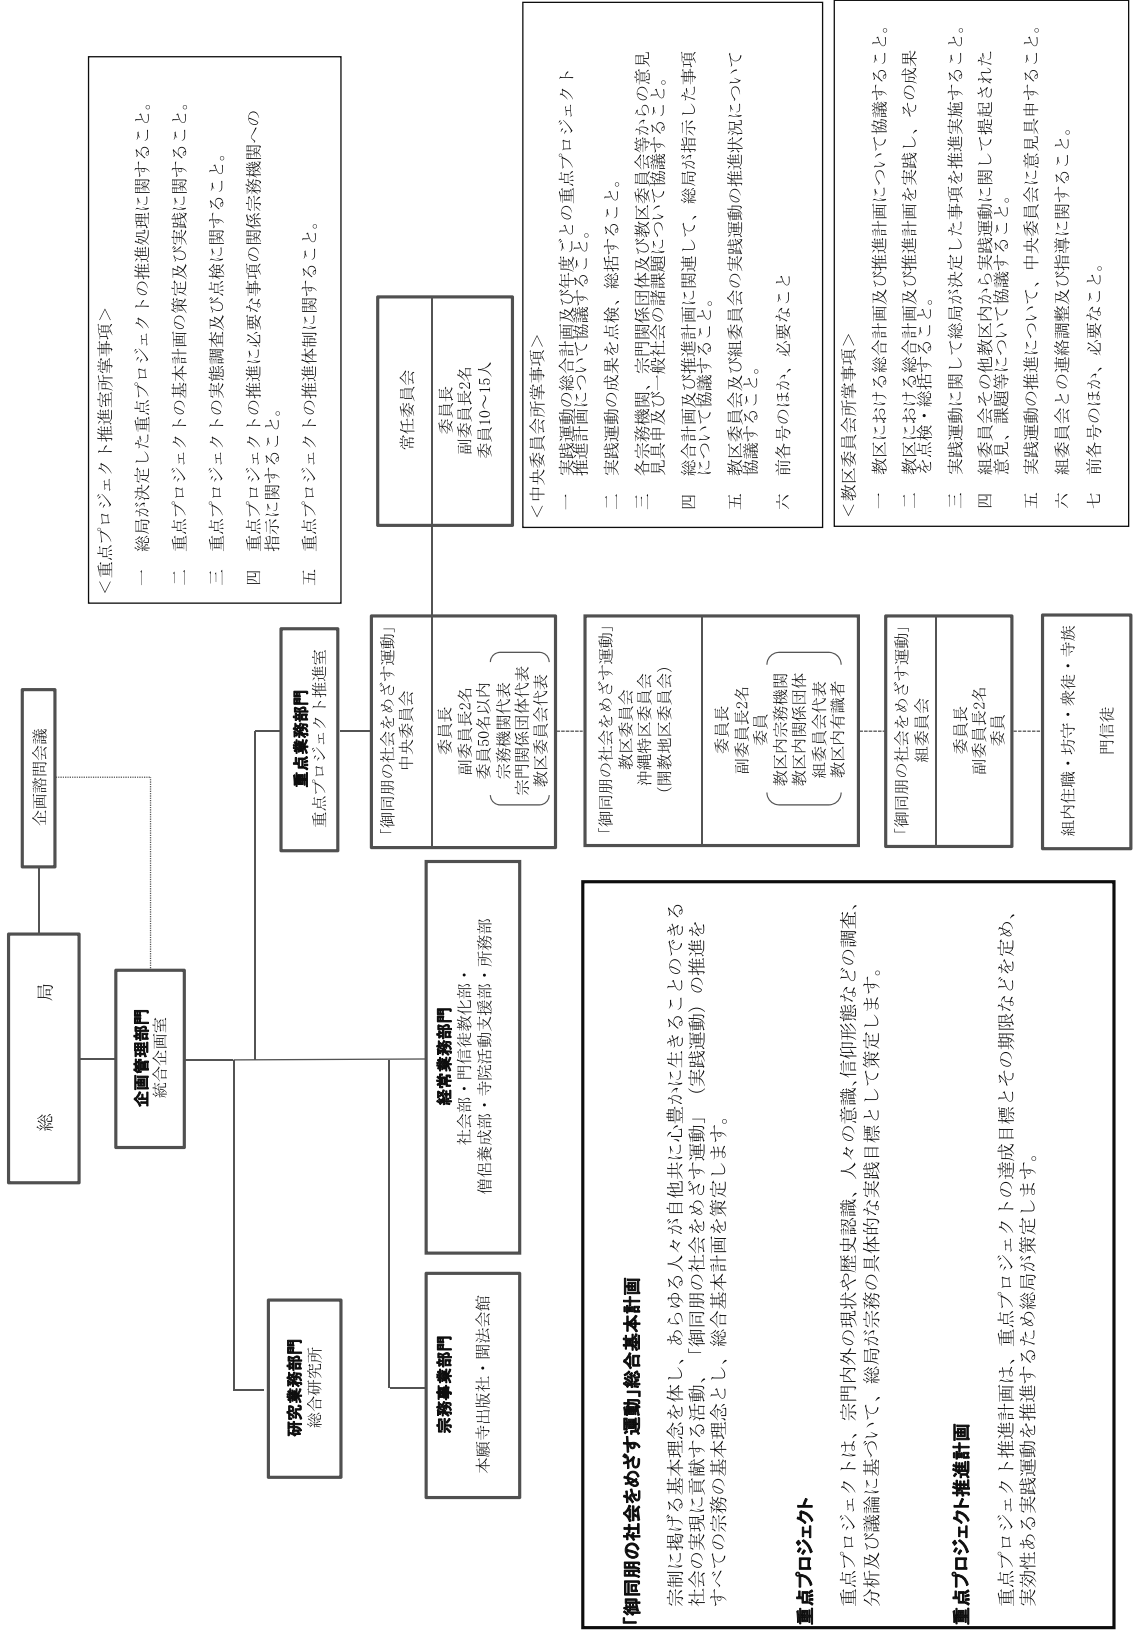 総　　　局
企画諮問会議
企画管理部門
統合企画室
研究業務部門
総合研究所
宗務事業部門
本願寺出版社・聞法会館
経常業務部門
社会部・門信徒教化部・
僧侶養成部・寺院活動支援部・所務部
重点業務部門
重点プロジェクト推進室
「御同朋の社会をめざす運動」
中央委員会
委員長
副委員長2名
委員50名以内
宗務機関代表
宗門関係団体代表
教区委員会代表
常任委員会
委員長
副委員長2名
委員10～15人
「御同朋の社会をめざす運動」
教区委員会
沖縄特区委員会
(開教地区委員会)
委員長
副委員長2名
委員
教区内宗務機関
教区内関係団体
組委員会代表
教区内有識者
「御同朋の社会をめざす運動」
組委員会
委員長
副委員長2名
委員
組内住職・坊守・衆徒・寺族
門信徒
＜重点プロジェクト推進室所掌事項＞
一　総局が決定した重点プロジェクトの推進処理に関すること。
二　重点プロジェクトの基本計画の策定及び実践に関すること。
三　重点プロジェクトの実態調査及び点検に関すること。
四　重点プロジェクトの推進に必要な事項の関係宗務機関への
指示に関すること。
五　重点プロジェクトの推進体制に関すること。
＜中央委員会所掌事項＞
一　実践運動の総合計画及び年度ごとの重点プロジェクト
推進計画について協議すること。
二　実践運動の成果を点検、総括すること。
三　各宗務機関、宗門関係団体及び教区委員会等からの意見
具申及び一般社会の諸課題について協議すること。
四　総合計画及び推進計画に関連して、総局が指示した事項
について協議すること。
五　教区委員会及び組委員会の実践運動の推進状況について
協議すること。
六　前各号のほか、必要なこと
＜教区委員会所掌事項＞
一　教区における総合計画及び推進計画について協議すること。
二　教区における総合計画及び推進計画を実践し、その成果
を点検・総括すること。
三　実践運動に関して総局が決定した事項を推進実施すること。
四　組委員会その他教区内から実践運動に関して提起された
意見、課題等について協議すること。
五　実践運動の推進について、中央委員会に意見具申すること。
六　組委員会との連絡調整及び指導に関すること。
七　前各号のほか、必要なこと。
「御同朋の社会をめざす運動」総合基本計画
宗制に掲げる基本理念を体し、あらゆる人々が自他共に心豊かに生きることのできる
社会の実現に貢献する活動、「御同朋の社会をめざす運動」（実践運動）の推進を
すべての宗務の基本理念とし、総合基本計画を策定します。
重点プロジェクト
重点プロジェクトは、宗門内外の現状や歴史認識、人々の意識、信仰形態などの調査、
分析及び議論に基づいて、総局が宗務の具体的な実践目標として策定します。
重点プロジェクト推進計画
重点プロジェクト推進計画は、重点プロジェクトの達成目標とその期限などを定め、
実効性ある実践運動を推進するため総局が策定します。